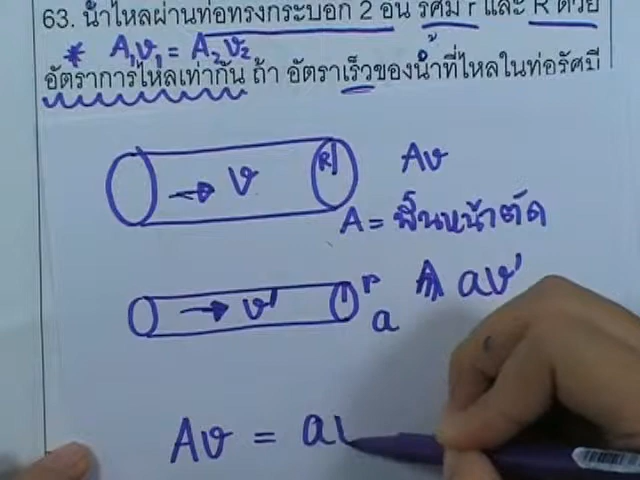 63. น้ำไหลผ่านท่อทรงกระบอก 2 อัน รัศมี r และ R ด้วย
* A₁v₁ = A₂v₂
อัตราการไหลเท่ากัน ถ้า อัตราเร็วของน้ำที่ไหลในท่อรัศมี
v R Av
A = พื้นหน้าตัด
v' r av'
a
Av = a